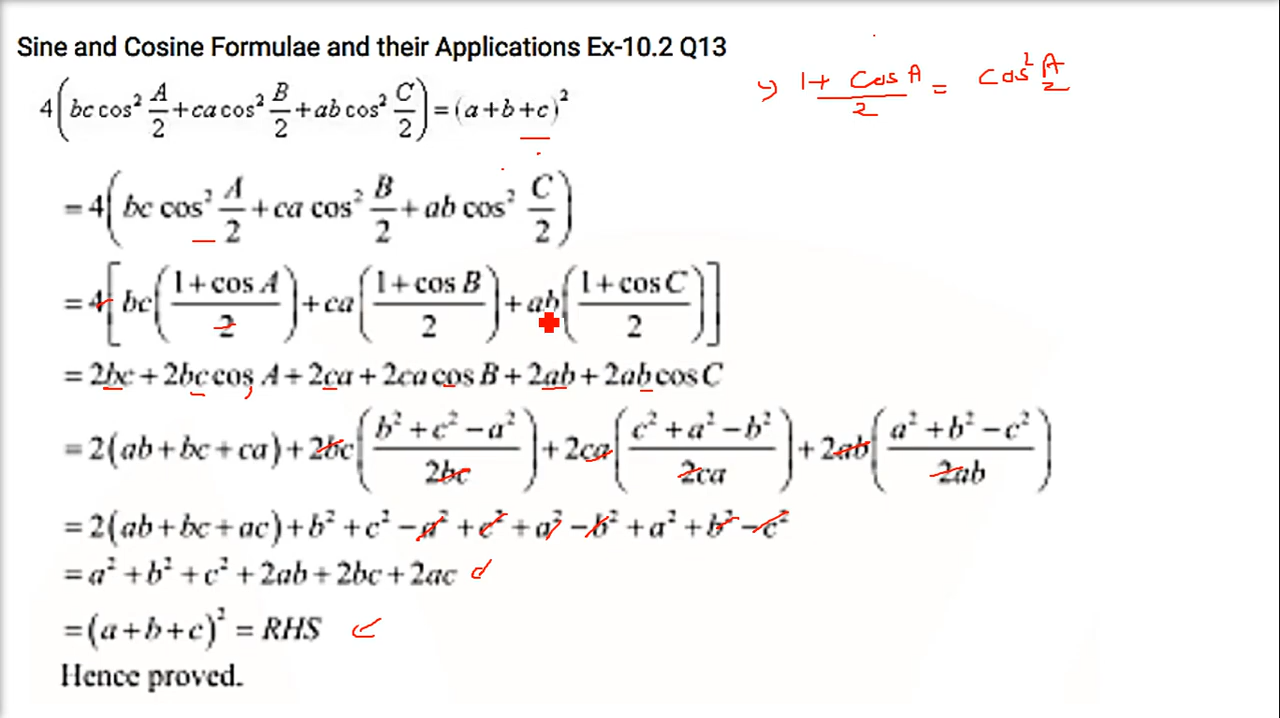 Sine and Cosine Formulae and their Applications Ex-10.2 Q13
⇒ (1 + cos A)/2 = cos² A/2
4(bc cos² A/2 + ca cos² B/2 + ab cos² C/2) = (a+b+c)²
= 4(bc cos² A/2 + ca cos² B/2 + ab cos² C/2)
= 4[bc((1+cos A)/2) + ca((1+cos B)/2) + ab((1+cos C)/2)]
= 2bc + 2bc cos A + 2ca + 2ca cos B + 2ab + 2ab cos C
= 2(ab+bc+ca) + 2bc((b²+c²−a²)/2bc) + 2ca((c²+a²−b²)/2ca) + 2ab((a²+b²−c²)/2ab)
= 2(ab+bc+ac) + b² + c² − a² + c² + a² − b² + a² + b² − c²
= a² + b² + c² + 2ab + 2bc + 2ac
= (a+b+c)² = RHS
Hence proved.